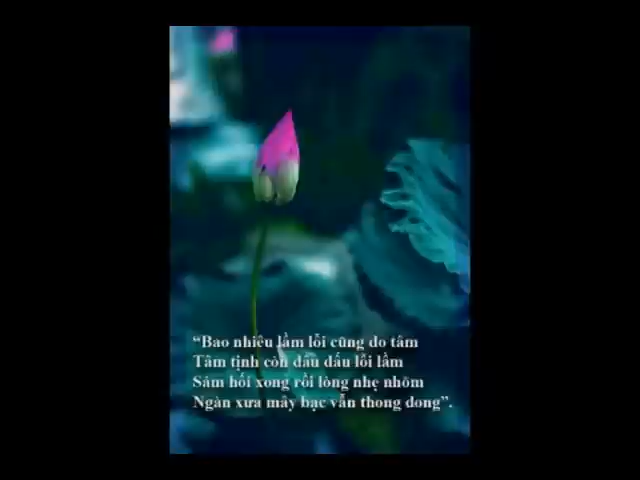 “Bao nhiêu lầm lỗi cũng do tâm
Tâm tịnh còn đâu dấu lỗi lầm
Sám hối xong rồi lòng nhẹ nhõm
Ngàn xưa mây bạc vẫn thong dong”.